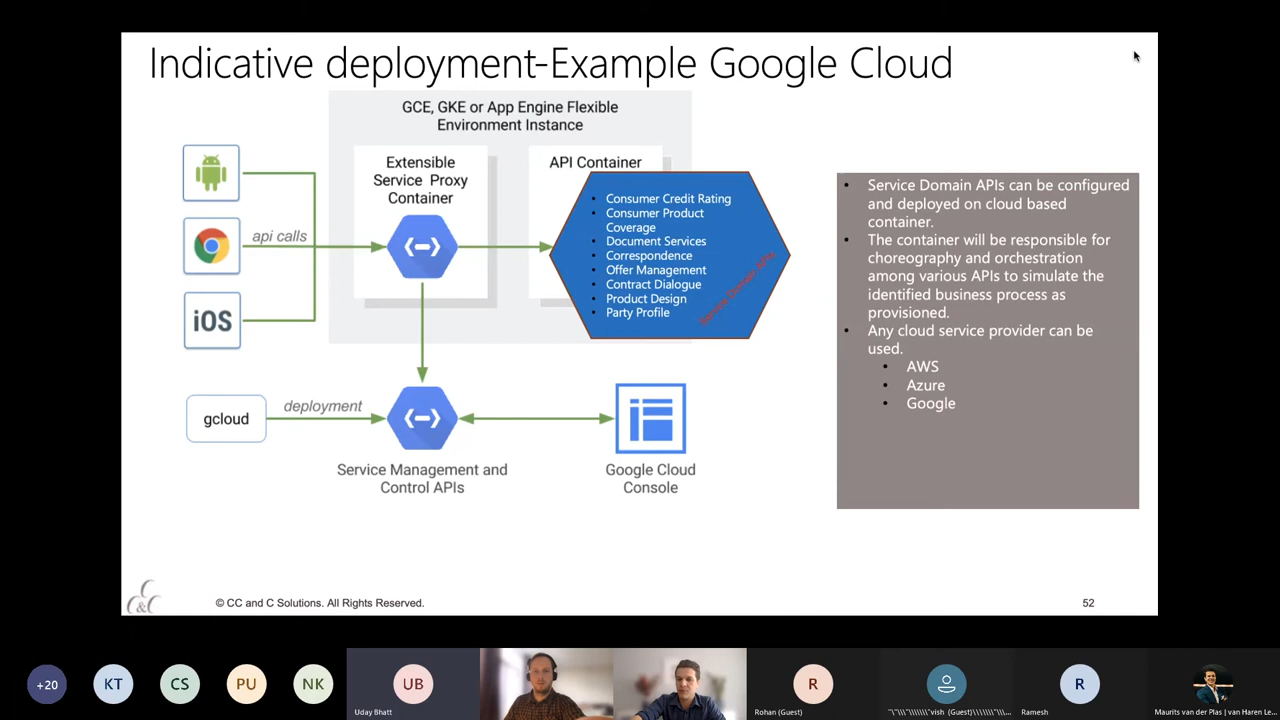 Indicative deployment-Example Google Cloud
GCE, GKE or App Engine Flexible
Environment Instance
Extensible
Service Proxy
Container
API Container
api calls
iOS
Consumer Credit Rating
Consumer Product
Coverage
Document Services
Correspondence
Offer Management
Contract Dialogue
Product Design
Party Profile
Service Domain APIs
gcloud
deployment
Service Management and
Control APIs
Google Cloud
Console
• Service Domain APIs can be configured
and deployed on cloud based
container.
• The container will be responsible for
choreography and orchestration
among various APIs to simulate the
identified business process as
provisioned.
• Any cloud service provider can be
used.
• AWS
• Azure
• Google
C
C&C
© CC and C Solutions. All Rights Reserved.
52
+20
KT
CS
PU
NK
UB
Uday Bhatt
R
Rohan (Guest)
R
Ramesh
Maurits van der Plas | van Haren Le...